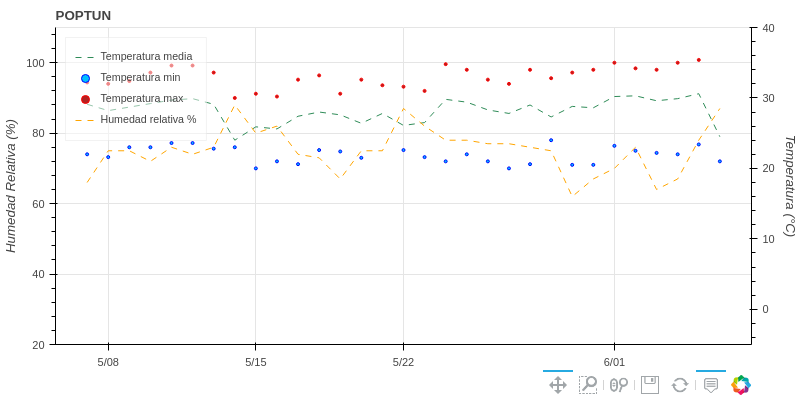 POPTUN
Temperatura media
Temperatura min
Temperatura max
Humedad relativa %
Humedad Relativa (%)
100
80
60
40
20
40
30
20
10
0
Temperatura (°C)
5/08
5/15
5/22
6/01